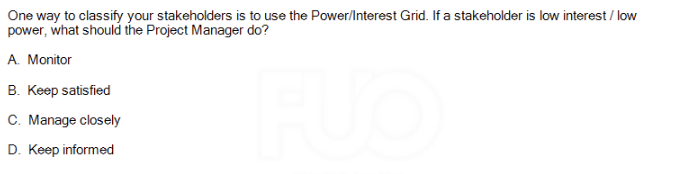 One way to classify your stakeholders is to use the Power/Interest Grid. If a stakeholder is low interest / low
power, what should the Project Manager do?
A. Monitor
B. Keep satisfied
C. Manage closely
D. Keep informed
FUO